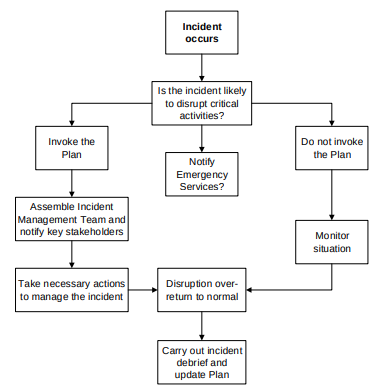 Incident
occurs
Is the incident likely
to disrupt critical
activities?
Invoke the
Plan
Notify
Emergency
Services?
Do not invoke
the Plan
Assemble Incident
Management Team and
notify key stakeholders
Monitor
situation
Take necessary actions
to manage the incident
Disruption over-
return to normal
Carry out incident
debrief and
update Plan